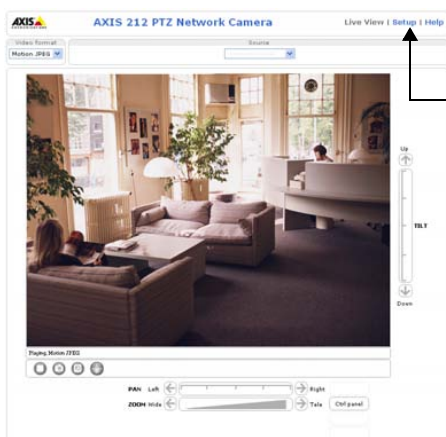 AXIS
COMMUNICATIONS
AXIS 212 PTZ Network Camera
Live View | Setup | Help
Video format
Motion JPEG
Source
Up
TILT
Down
Playing Motion JPEG
PAN Left Right
ZOOM Wide Tele
Ctrl panel